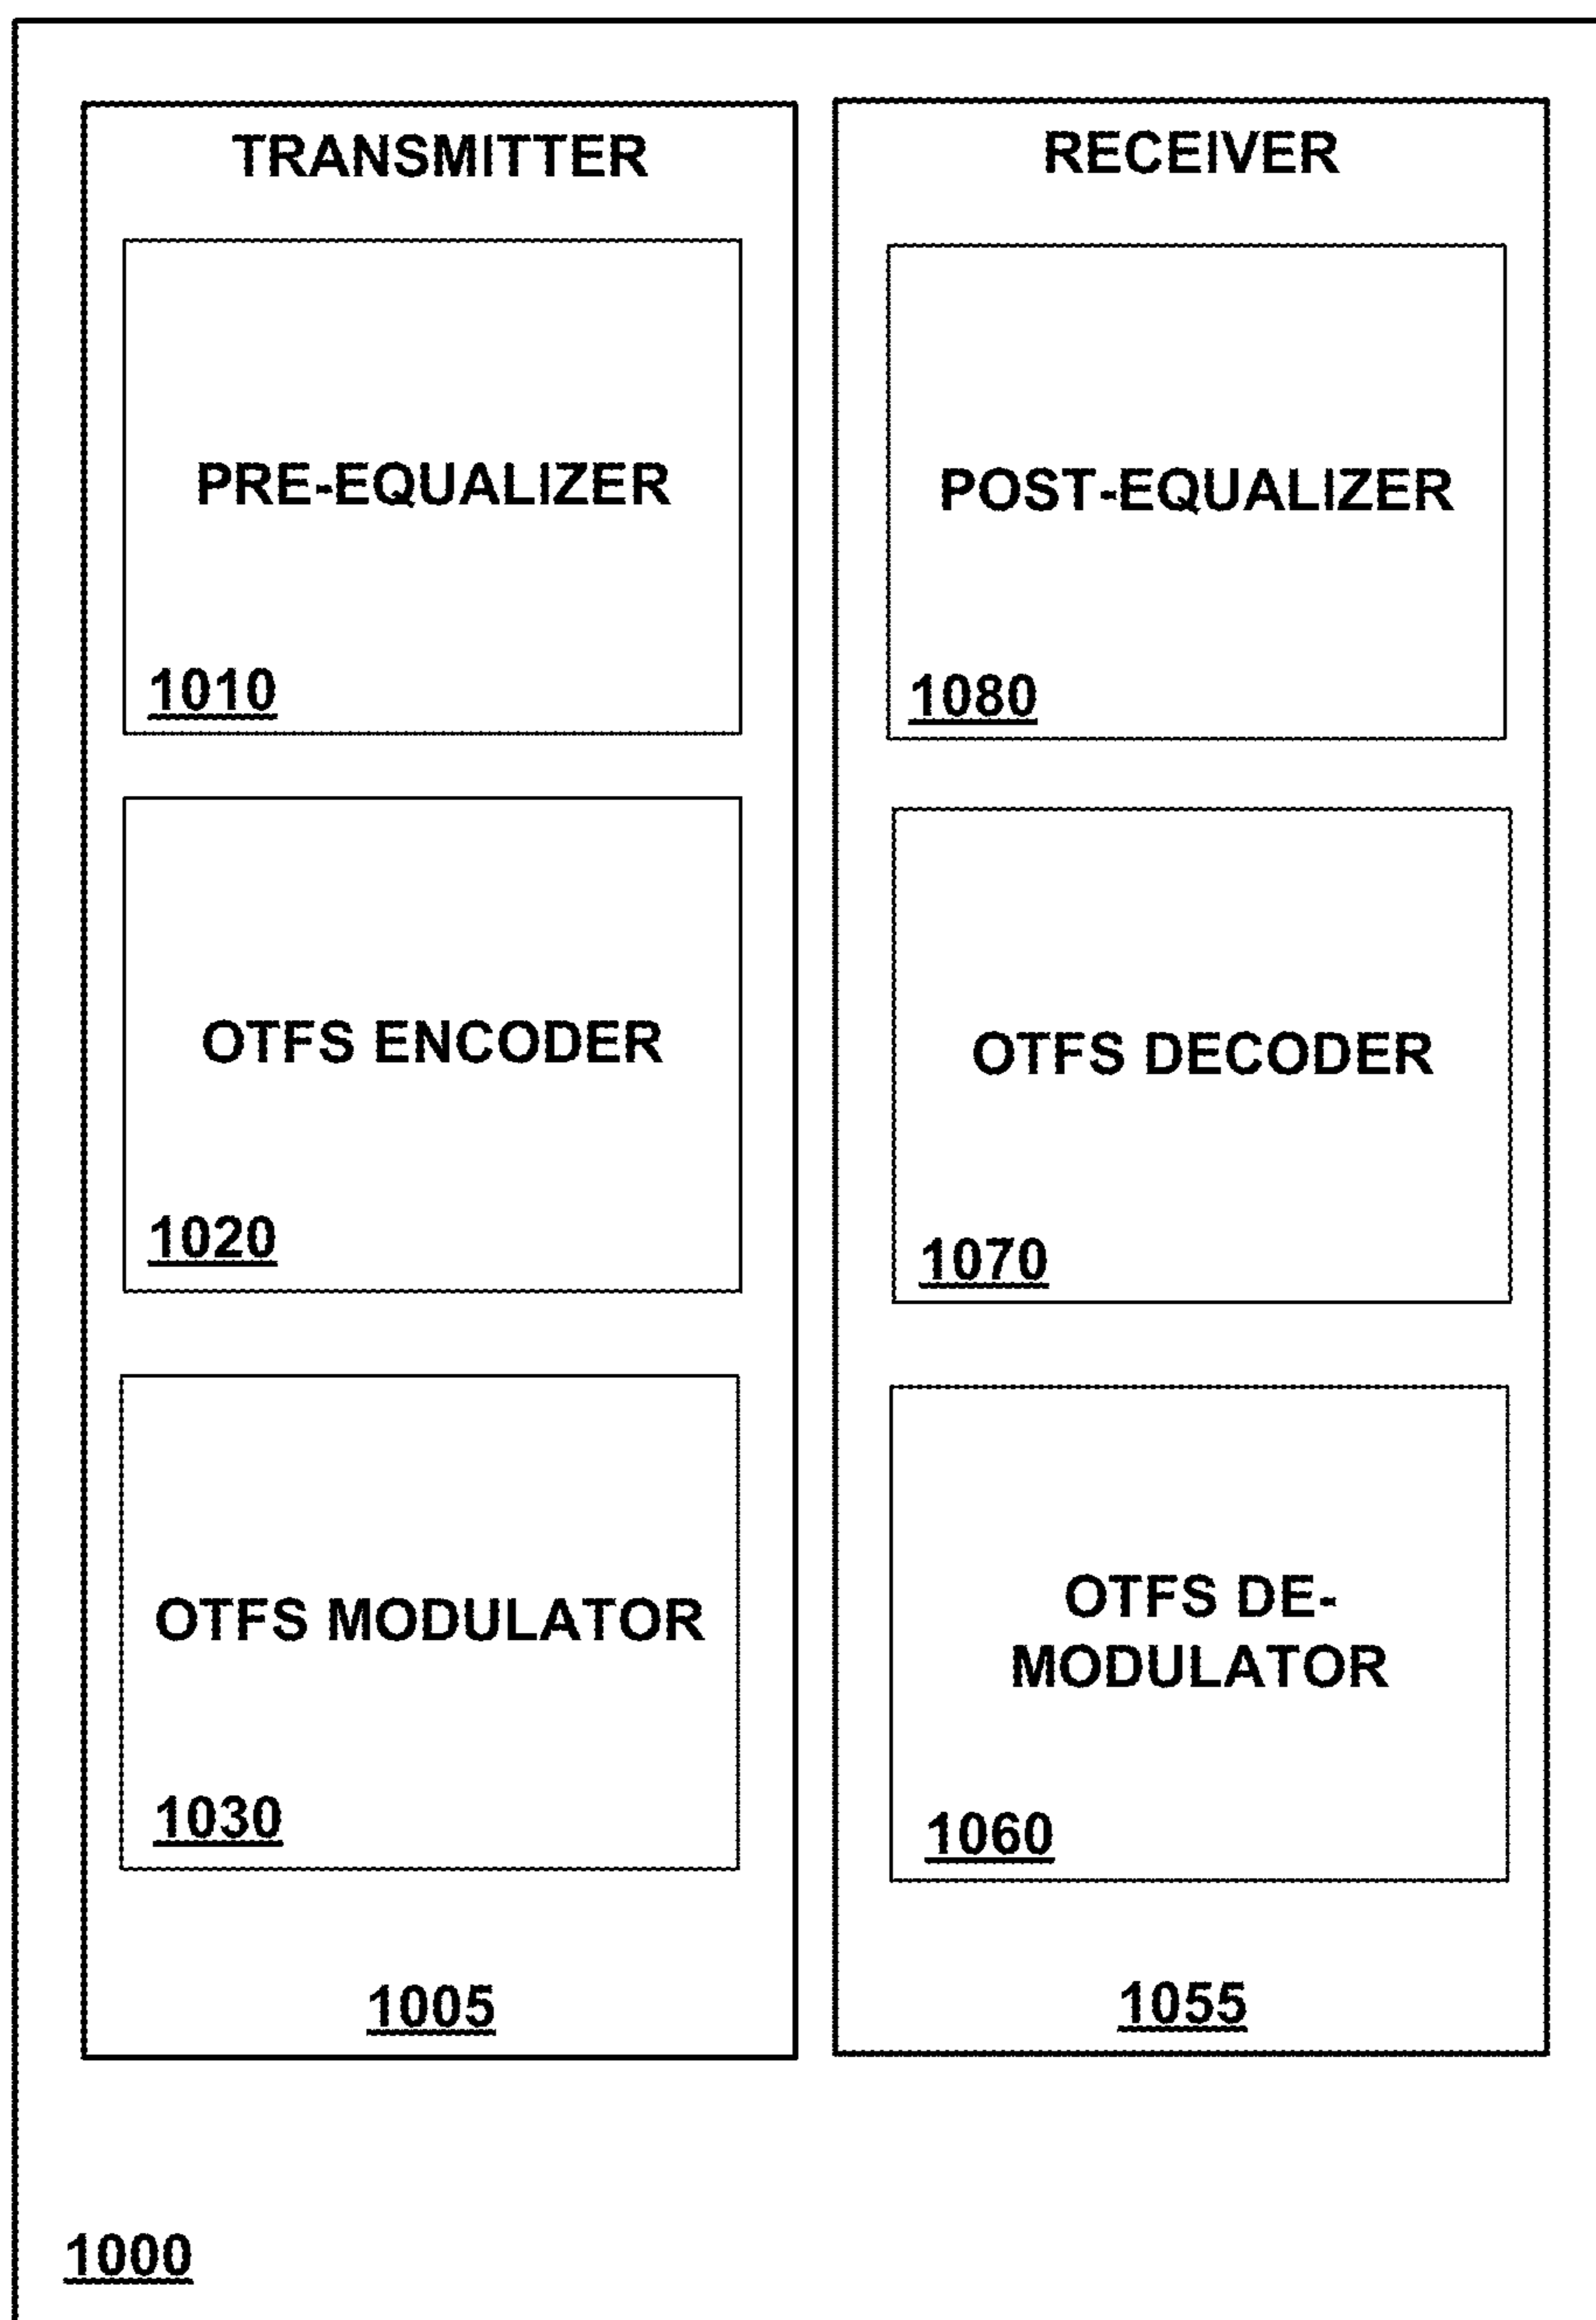 TRANSMITTER
PRE-EQUALIZER
1010
OTFS ENCODER
1020
OTFS MODULATOR
1030
1005
RECEIVER
POST-EQUALIZER
1080
OTFS DECODER
1070
OTFS DE-
MODULATOR
1060
1055
1000